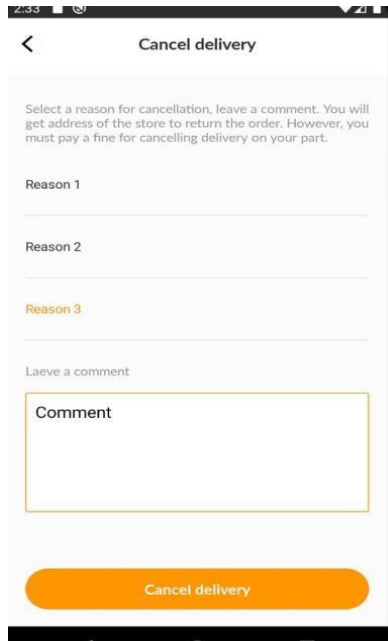 2:33
Cancel delivery
Select a reason for cancellation, leave a comment. You will
get address of the store to return the order. However, you
must pay a fine for cancelling delivery on your part.
Reason 1
Reason 2
Reason 3
Laeve a comment
Comment
Cancel delivery